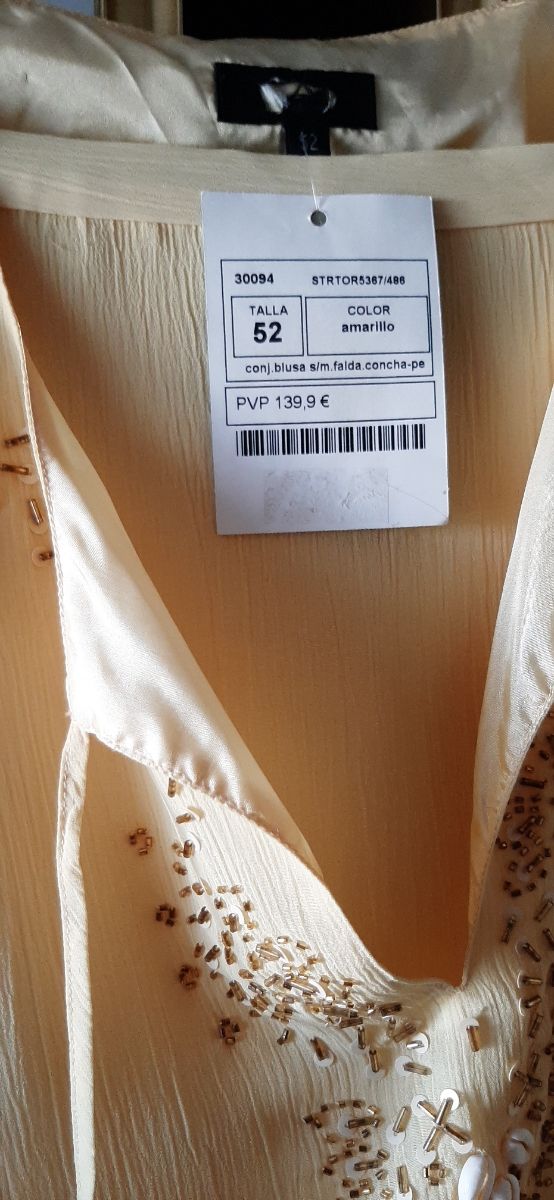 52
30094 STRTOR5367/486
TALLA
52
COLOR
amarillo
conj.blusa s/m.falda.concha-pe
PVP 139,9 €